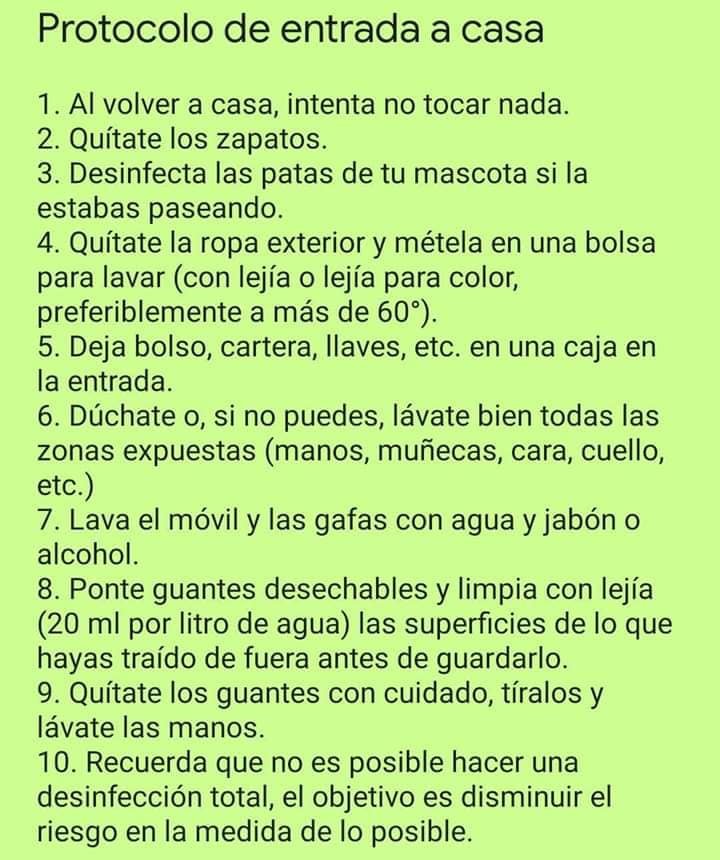 Protocolo de entrada a casa
1. Al volver a casa, intenta no tocar nada.
2. Quítate los zapatos.
3. Desinfecta las patas de tu mascota si la
estabas paseando.
4. Quítate la ropa exterior y métela en una bolsa
para lavar (con lejía o lejía para color,
preferiblemente a más de 60°).
5. Deja bolso, cartera, llaves, etc. en una caja en
la entrada.
6. Dúchate o, si no puedes, lávate bien todas las
zonas expuestas (manos, muñecas, cara, cuello,
etc.)
7. Lava el móvil y las gafas con agua y jabón o
alcohol.
8. Ponte guantes desechables y limpia con lejía
(20 ml por litro de agua) las superficies de lo que
hayas traído de fuera antes de guardarlo.
9. Quítate los guantes con cuidado, tíralos y
lávate las manos.
10. Recuerda que no es posible hacer una
desinfección total, el objetivo es disminuir el
riesgo en la medida de lo posible.